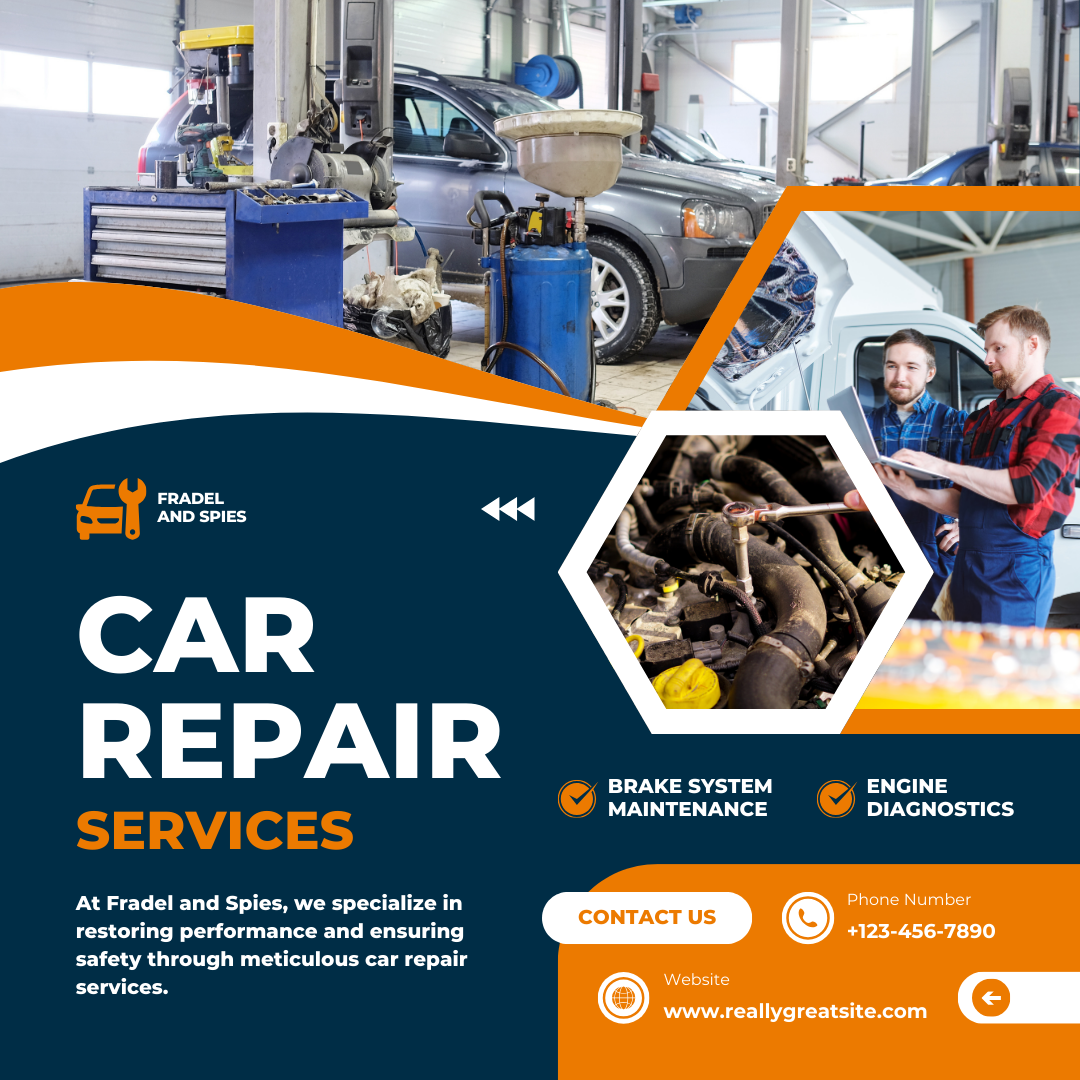 FRADEL
AND SPIES
CAR
REPAIR
SERVICES
At Fradel and Spies, we specialize in
restoring performance and ensuring
safety through meticulous car repair
services.
BRAKE SYSTEM
MAINTENANCE
ENGINE
DIAGNOSTICS
CONTACT US
Phone Number
+123-456-7890
Website
www.reallygreatsite.com